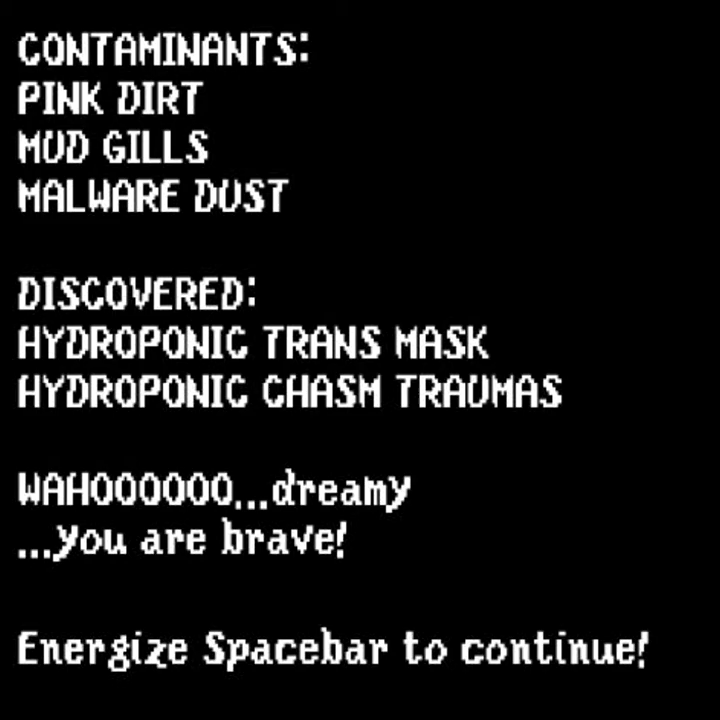 CONTAMINANTS:
PINK DIRT
MUD GILLS
MALWARE DUST
DISCOVERED:
HYDROPONIC TRANS MASK
HYDROPONIC CHASM TRAUMAS
WAHOOOOOO...dreamy
...you are brave!
Energize Spacebar to continue!